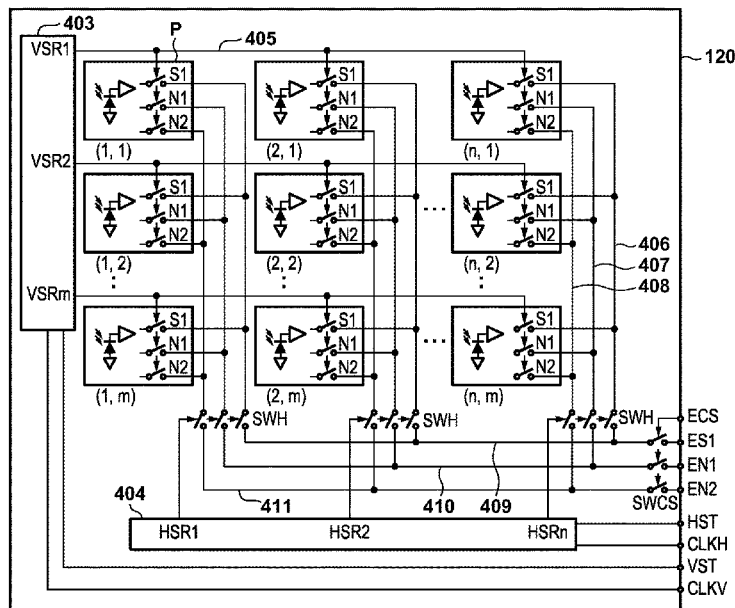 403
P
405
VSR1
120
S1 S1 S1
N1 N1 N1
N2 N2 N2
(1, 1) (2, 1) (n, 1)
VSR2
S1 S1 S1
N1 N1 ... N1
N2 N2 N2
406
407
408
(1, 2) (2, 2) (n, 2)
: : :
VSRm
S1 S1 S1
N1 N1 ... N1
N2 N2 N2
(1, m) (2, m) (n, m)
SWH SWH SWH
ECS
ES1
EN1
EN2
411 410 409 SWCS
404
HSR1 HSR2 HSRn
HST
CLKH
VST
CLKV